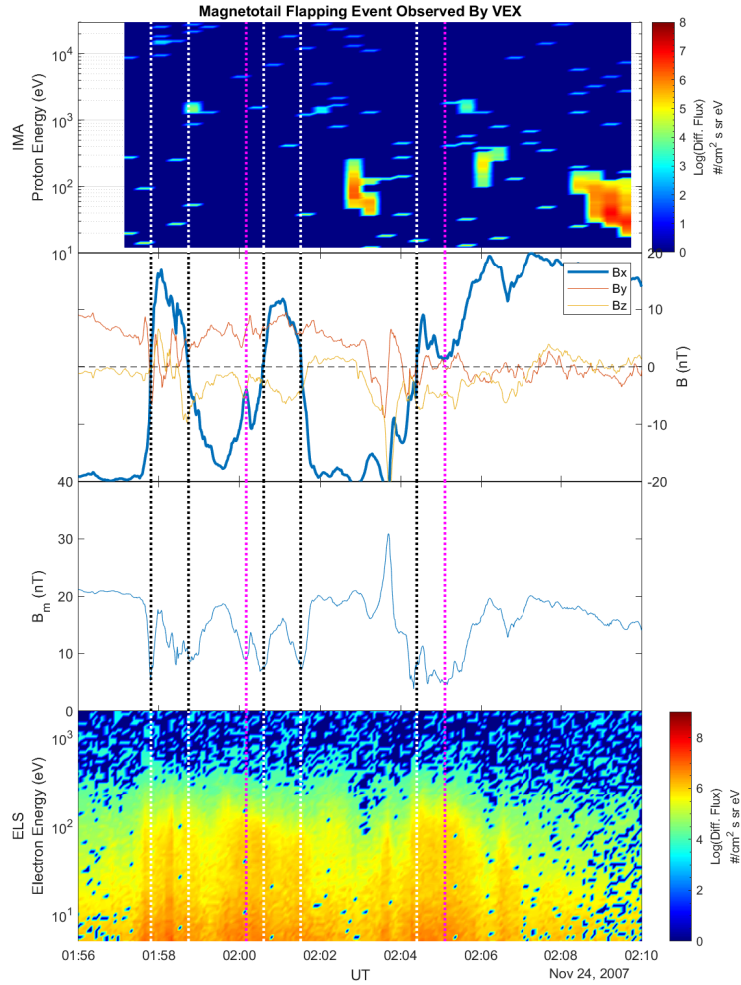 Magnetotail Flapping Event Observed By VEX
IMA
Proton Energy (eV)
10^4
10^3
10^2
10^1
8
7
6
5
4
3
2
1
0
Log(Diff. Flux)
#/cm^2 s sr eV
Bx
By
Bz
20
10
0
-10
-20
B (nT)
B_m (nT)
40
30
20
10
0
ELS
Electron Energy (eV)
10^3
10^2
10^1
8
6
4
2
0
Log(Diff. Flux)
#/cm^2 s sr eV
01:56 01:58 02:00 02:02 02:04 02:06 02:08 02:10
UT
Nov 24, 2007